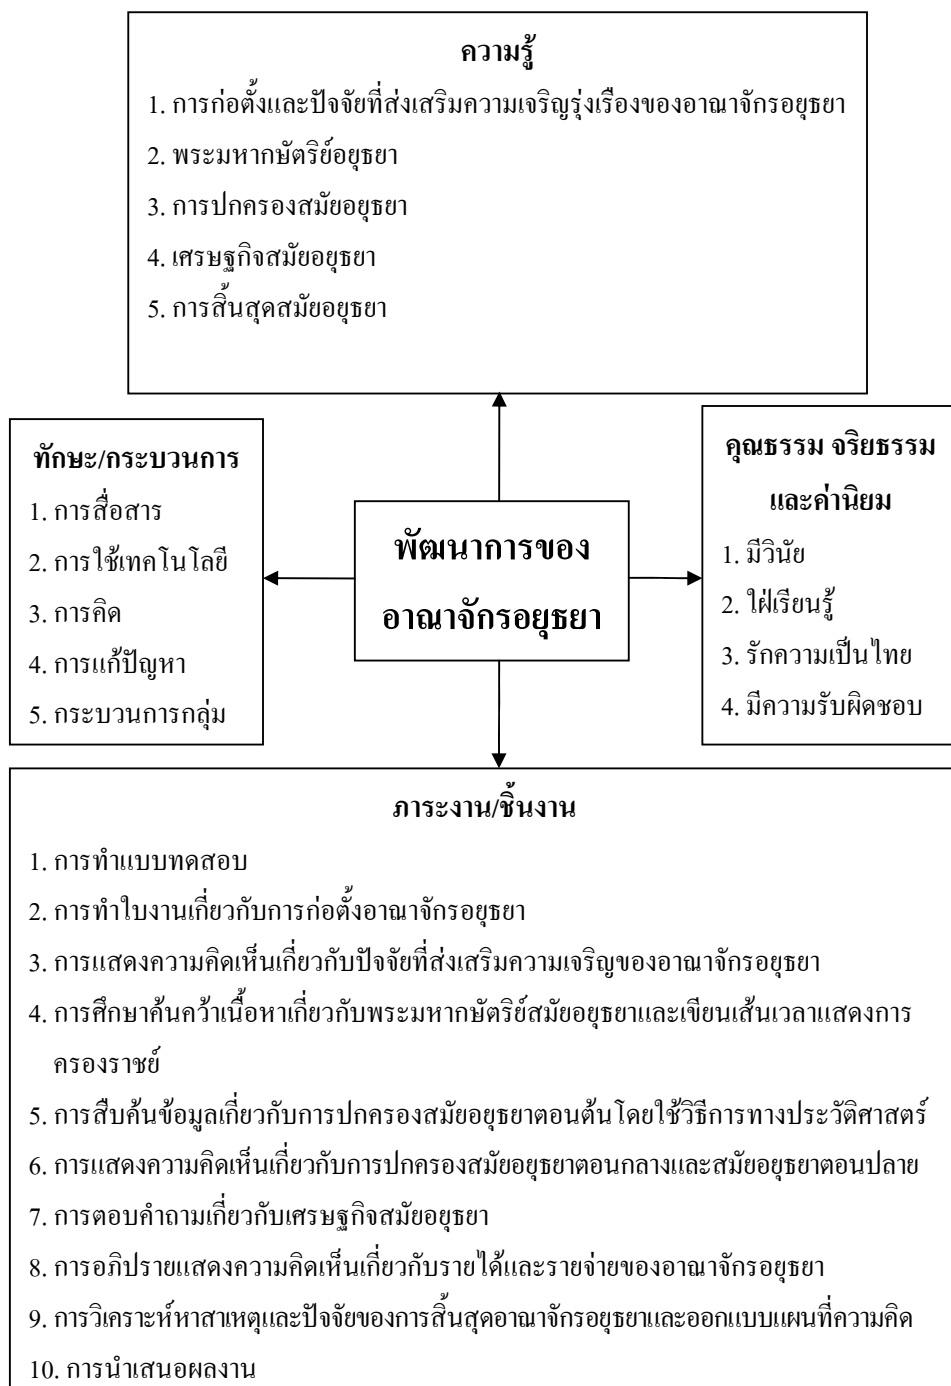 ความรู้
1. การก่อตั้งและปัจจัยที่ส่งเสริมความเจริญรุ่งเรืองของอาณาจักรอยุธยา
2. พระมหากษัตริย์อยุธยา
3. การปกครองสมัยอยุธยา
4. เศรษฐกิจสมัยอยุธยา
5. การสิ้นสุดสมัยอยุธยา
ทักษะ/กระบวนการ
1. การสื่อสาร
2. การใช้เทคโนโลยี
3. การคิด
4. การแก้ปัญหา
5. กระบวนการกลุ่ม
พัฒนาการของ
อาณาจักรอยุธยา
คุณธรรม จริยธรรม
และค่านิยม
1. มีวินัย
2. ใฝ่เรียนรู้
3. รักความเป็นไทย
4. มีความรับผิดชอบ
ภาระงาน/ชิ้นงาน
1. การทำแบบทดสอบ
2. การทำใบงานเกี่ยวกับการก่อตั้งอาณาจักรอยุธยา
3. การแสดงความคิดเห็นเกี่ยวกับปัจจัยที่ส่งเสริมความเจริญของอาณาจักรอยุธยา
4. การศึกษาค้นคว้าเนื้อหาเกี่ยวกับพระมหากษัตริย์สมัยอยุธยาและเขียนเส้นเวลาแสดงการ
ครองราชย์
5. การสืบค้นข้อมูลเกี่ยวกับการปกครองสมัยอยุธยาตอนต้นโดยใช้วิธีการทางประวัติศาสตร์
6. การแสดงความคิดเห็นเกี่ยวกับการปกครองสมัยอยุธยาตอนกลางและสมัยอยุธยาตอนปลาย
7. การตอบคำถามเกี่ยวกับเศรษฐกิจสมัยอยุธยา
8. การอภิปรายแสดงความคิดเห็นเกี่ยวกับรายได้และรายจ่ายของอาณาจักรอยุธยา
9. การวิเคราะห์หาสาเหตุและปัจจัยของการสิ้นสุดอาณาจักรอยุธยาและออกแบบแผนที่ความคิด
10. การนำเสนอผลงาน